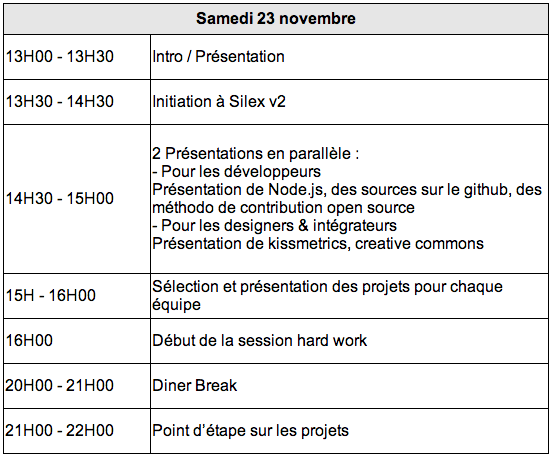 Samedi 23 novembre
13H00 - 13H30 Intro / Présentation
13H30 - 14H30 Initiation à Silex v2
14H30 - 15H00
2 Présentations en parallèle :
- Pour les développeurs
Présentation de Node.js, des sources sur le github, des
méthodo de contribution open source
- Pour les designers & intégrateurs
Présentation de kissmetrics, creative commons
15H - 16H00
Sélection et présentation des projets pour chaque
équipe
16H00 Début de la session hard work
20H00 - 21H00 Diner Break
21H00 - 22H00 Point d’étape sur les projets